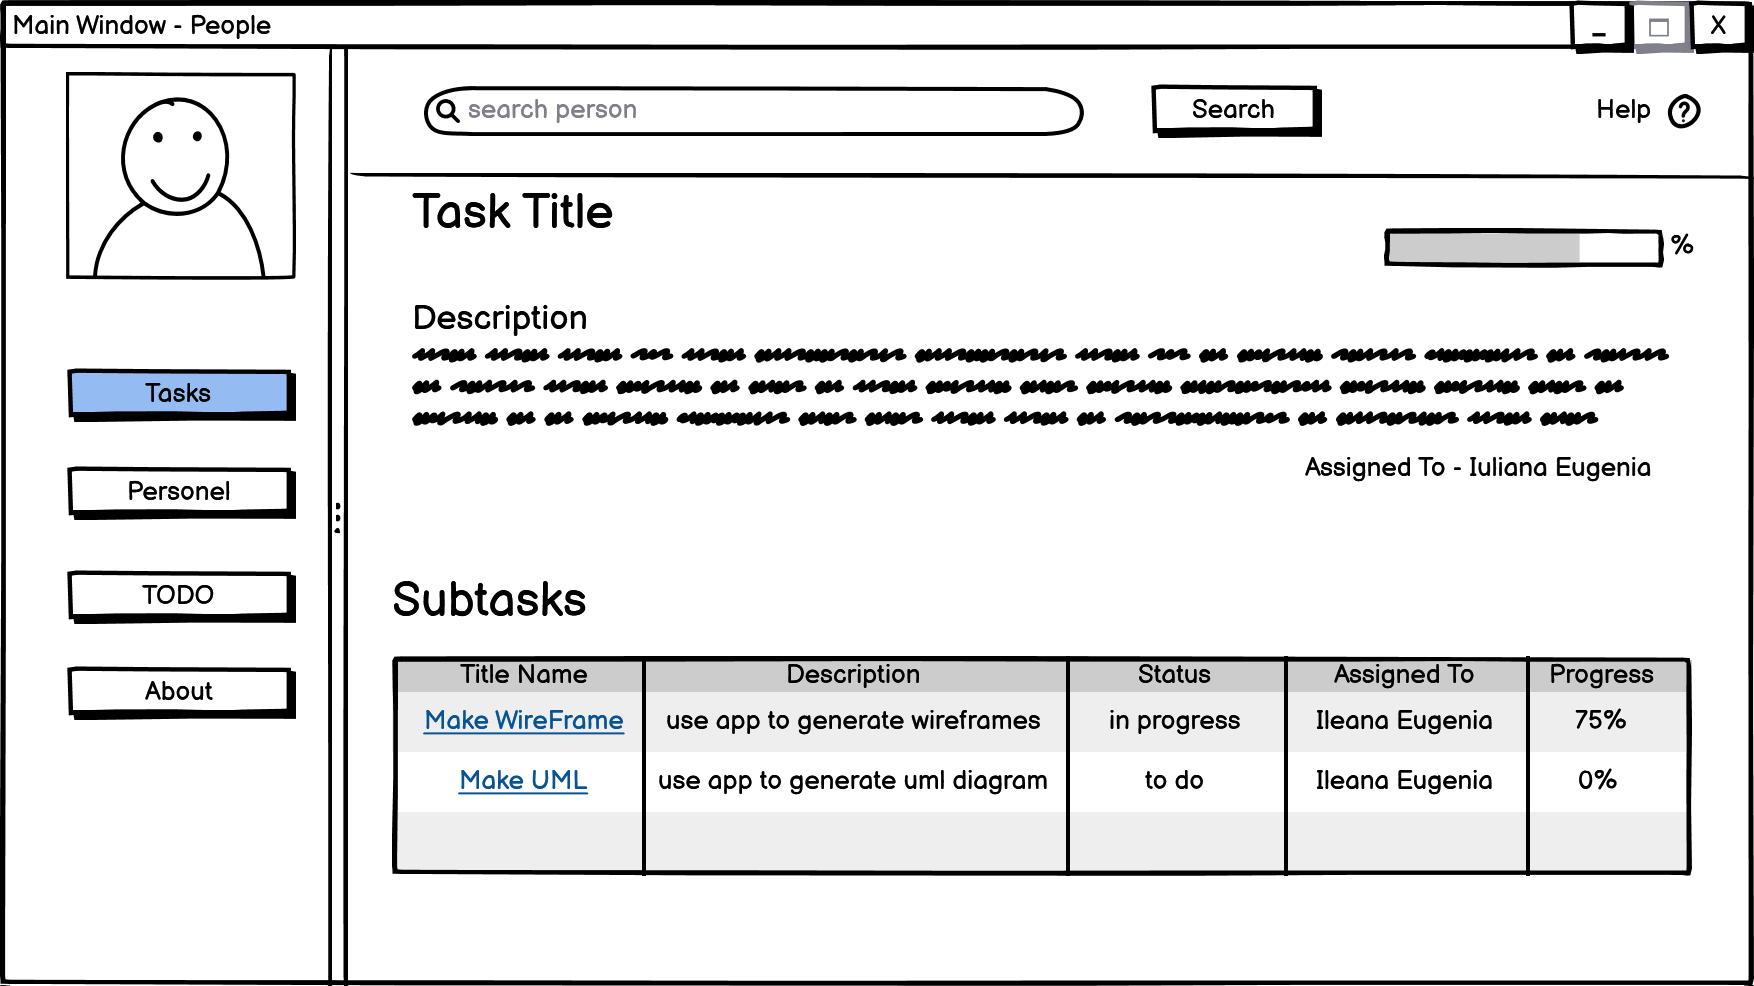 Main Window - People
X
search person
Search
Help ?
Task Title
%
Description
Tasks
Personel
TODO
About
Assigned To - Iuliana Eugenia
Subtasks
Title Name Description Status Assigned To Progress
Make WireFrame use app to generate wireframes in progress Ileana Eugenia 75%
Make UML use app to generate uml diagram to do Ileana Eugenia 0%